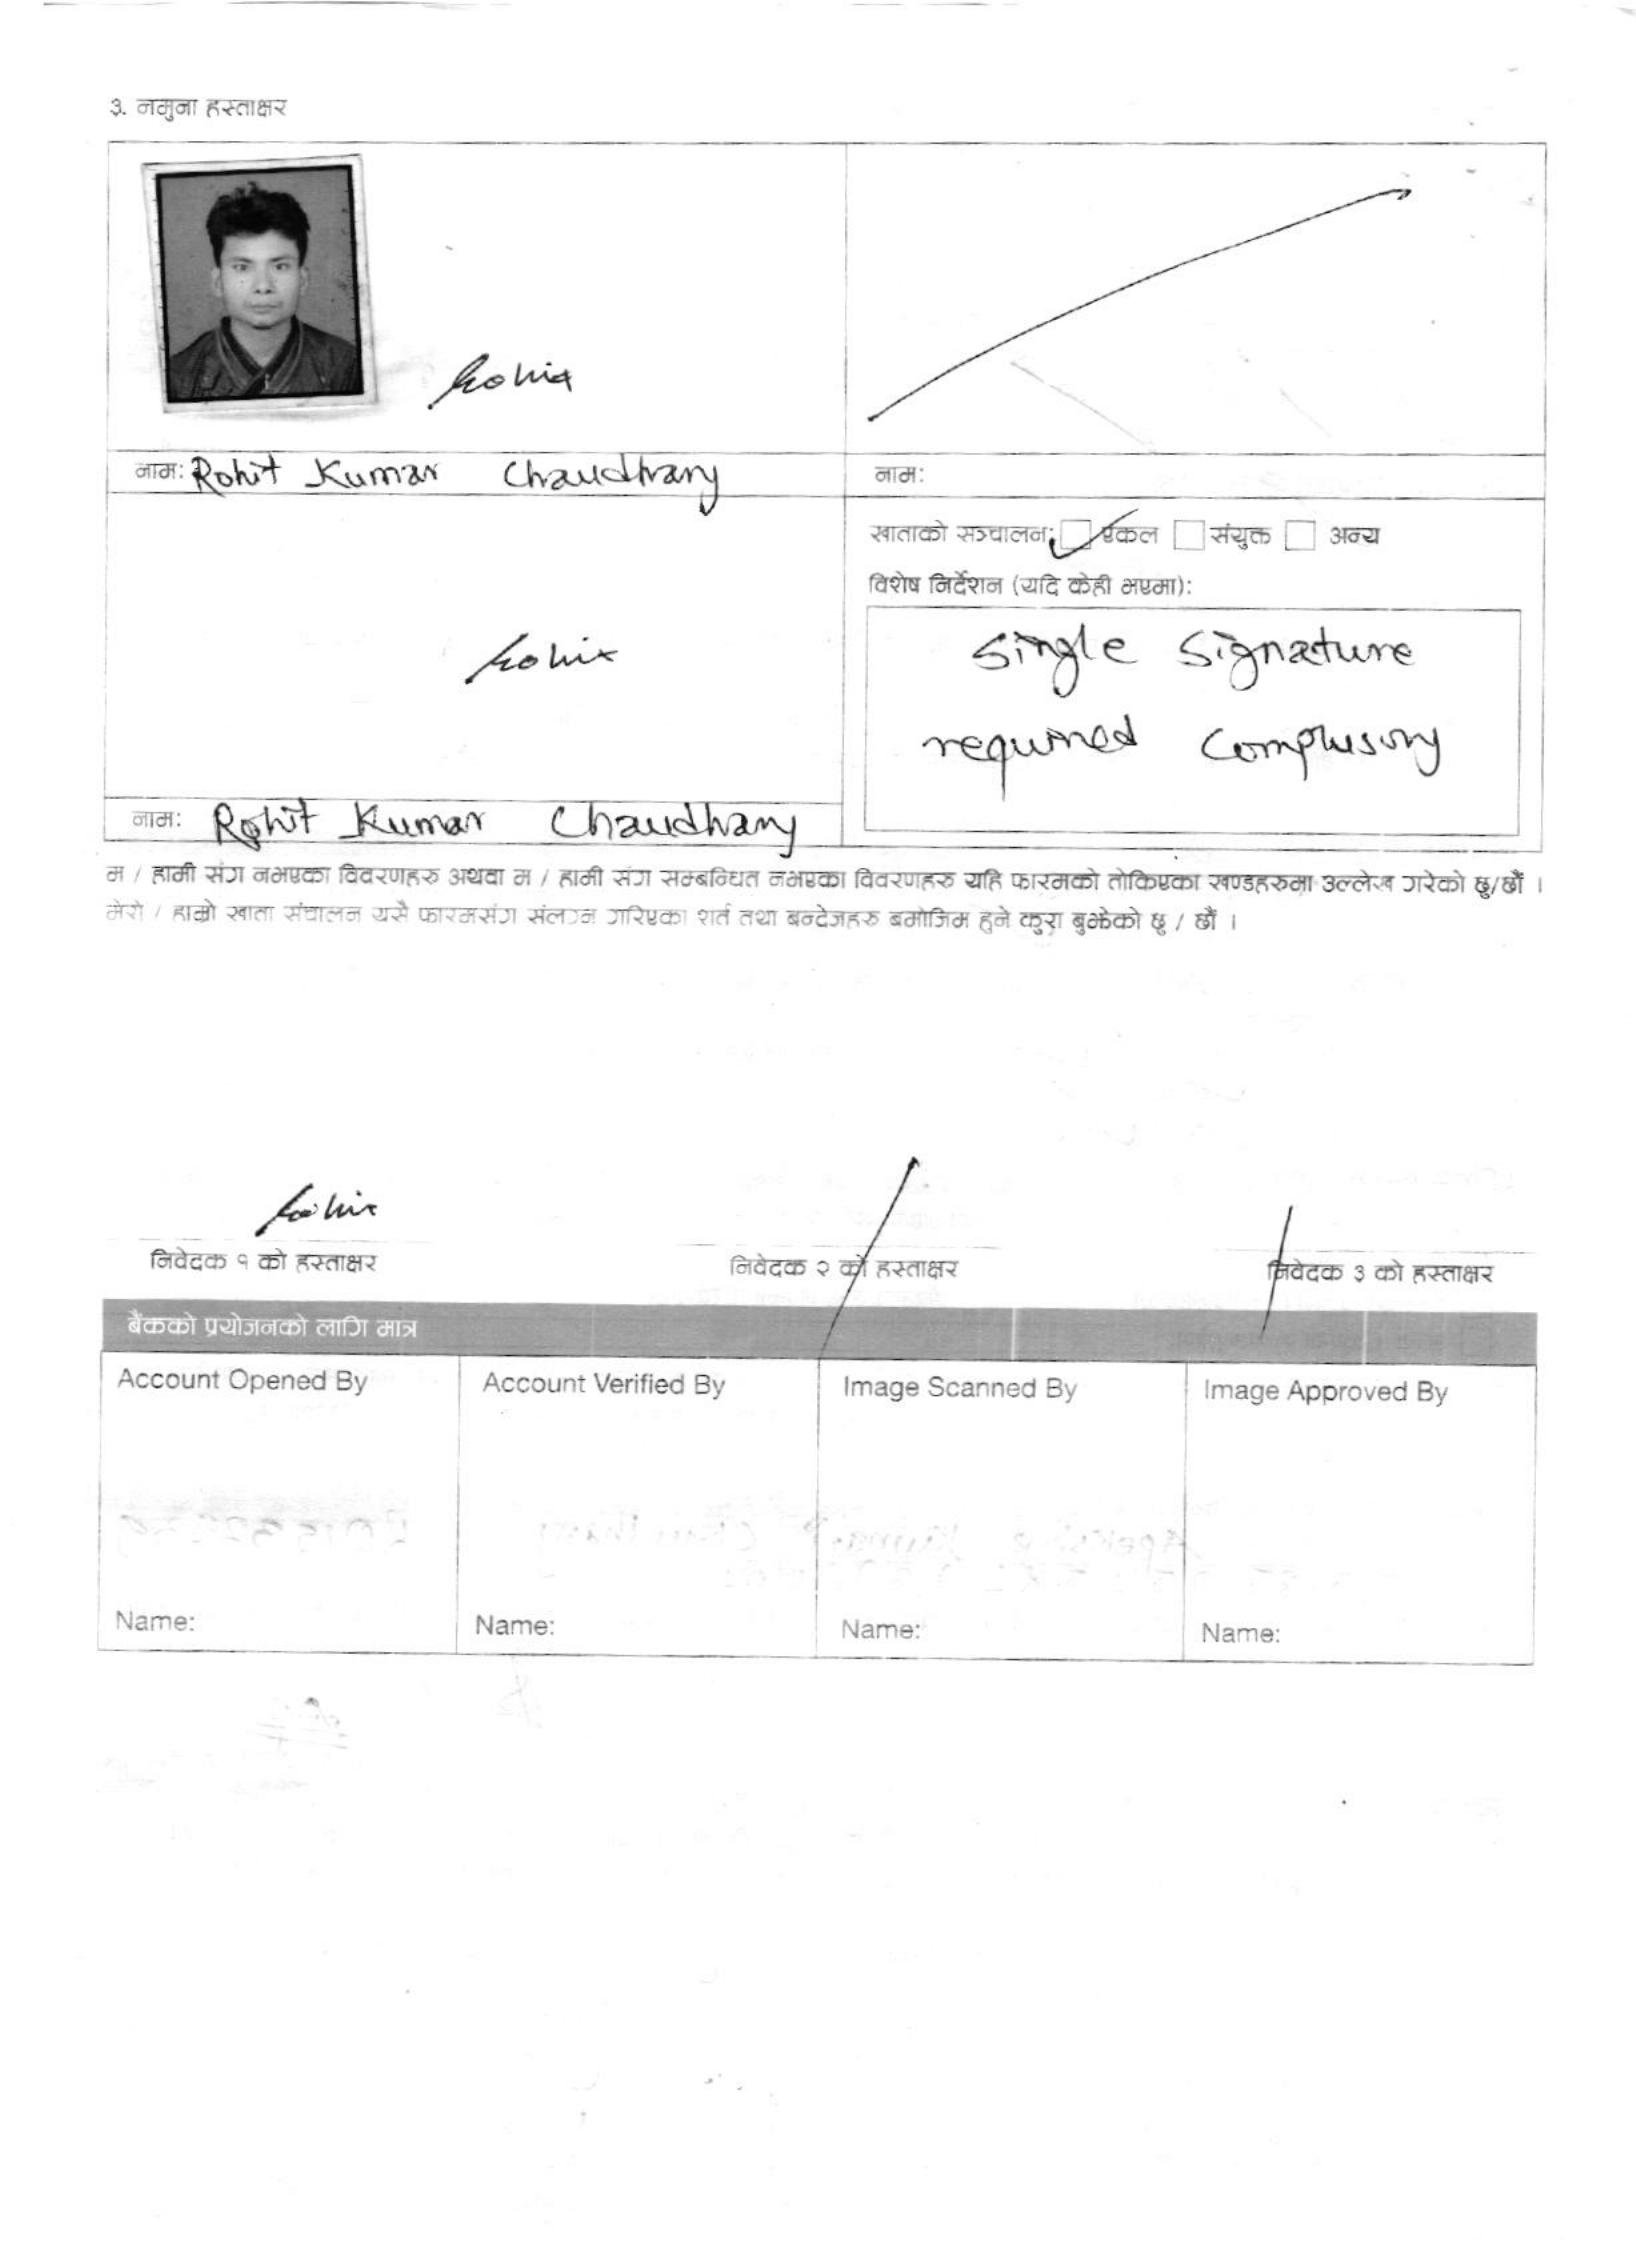 ३. नमुना हस्ताक्षर
नाम: Rohit Kumar Chaudhary
नाम:
खाताको सञ्चालन: एकल संयुक्त अन्य
विशेष निर्देशन (यदि केही भएमा):
Single Signature
required Complusory
नाम: Rohit Kumar Chaudhary
म / हामी संग नभएका विवरणहरु अथवा म / हामी संग सम्बन्धित नभएका विवरणहरु यहि फारमको तोकिएका खण्डहरुमा उल्लेख गरेको छु/छौं ।
मेरो / हाम्रो खाता संचालन यसै फारमसंग संलग्न गरिएका शर्त तथा बन्देजहरु बमोजिम हुने कुरा बुझेको छु / छौं ।
निवेदक १ को हस्ताक्षर निवेदक २ को हस्ताक्षर निवेदक ३ को हस्ताक्षर
बैंकको प्रयोजनको लागि मात्र
Account Opened By Account Verified By Image Scanned By Image Approved By
Name: Name: Name: Name: